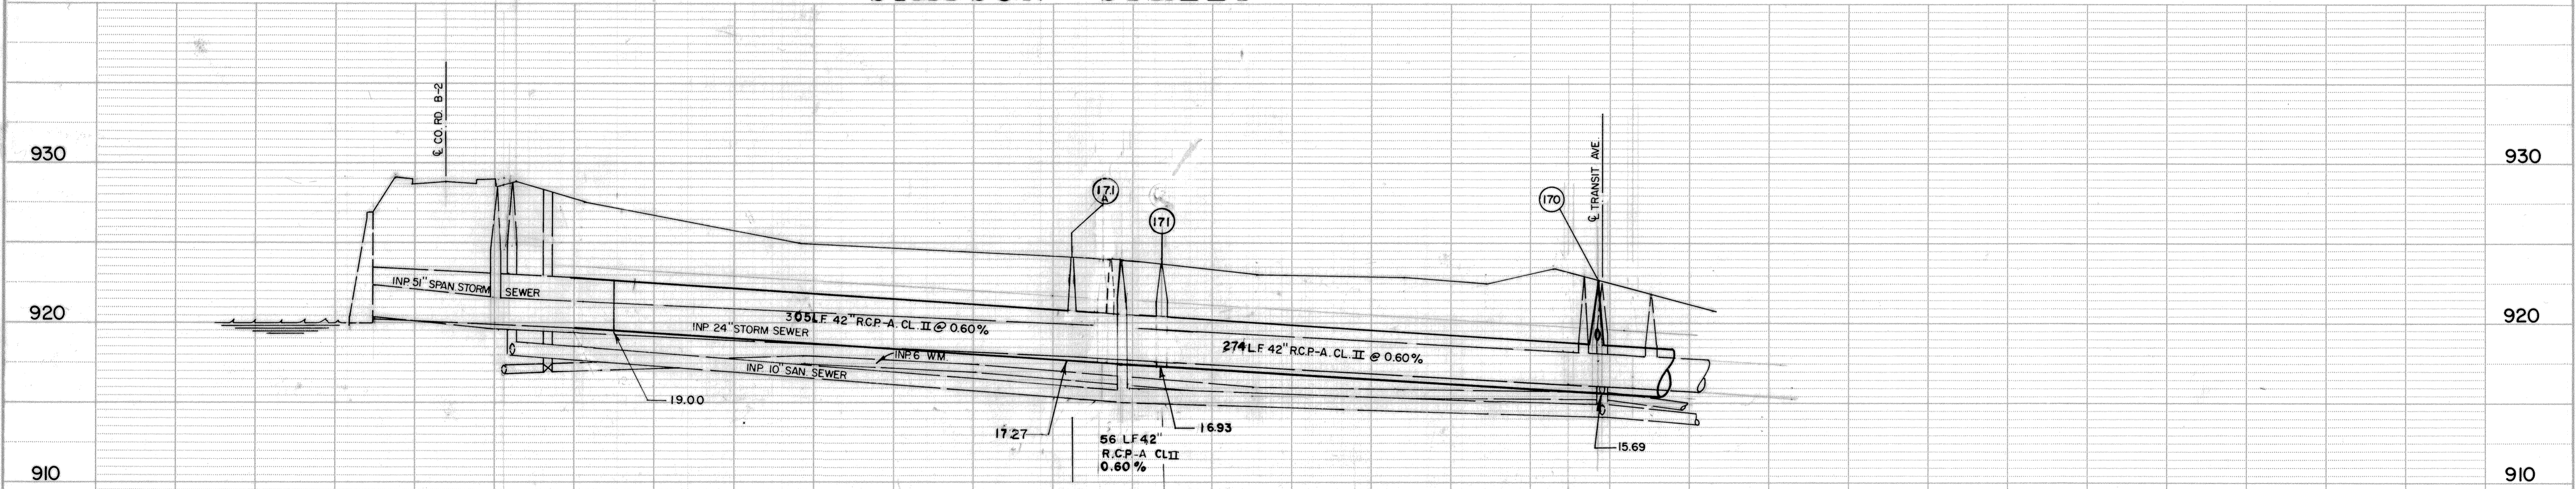 ℄ CO. RD. B-2
930
930
171
A
171
170
℄ TRANSIT AVE.
INP. 51" SPAN. STORM SEWER
920
305 L.F. 42" R.C.P.-A. CL. II @ 0.60%
INP. 24" STORM SEWER
920
274 L.F. 42" R.C.P.-A. CL. II @ 0.60%
INP. 6 WM.
INP. 10" SAN. SEWER
19.00
17.27
16.93
56 L.F. 42"
R.C.P.-A CL II
0.60%
15.69
910
910